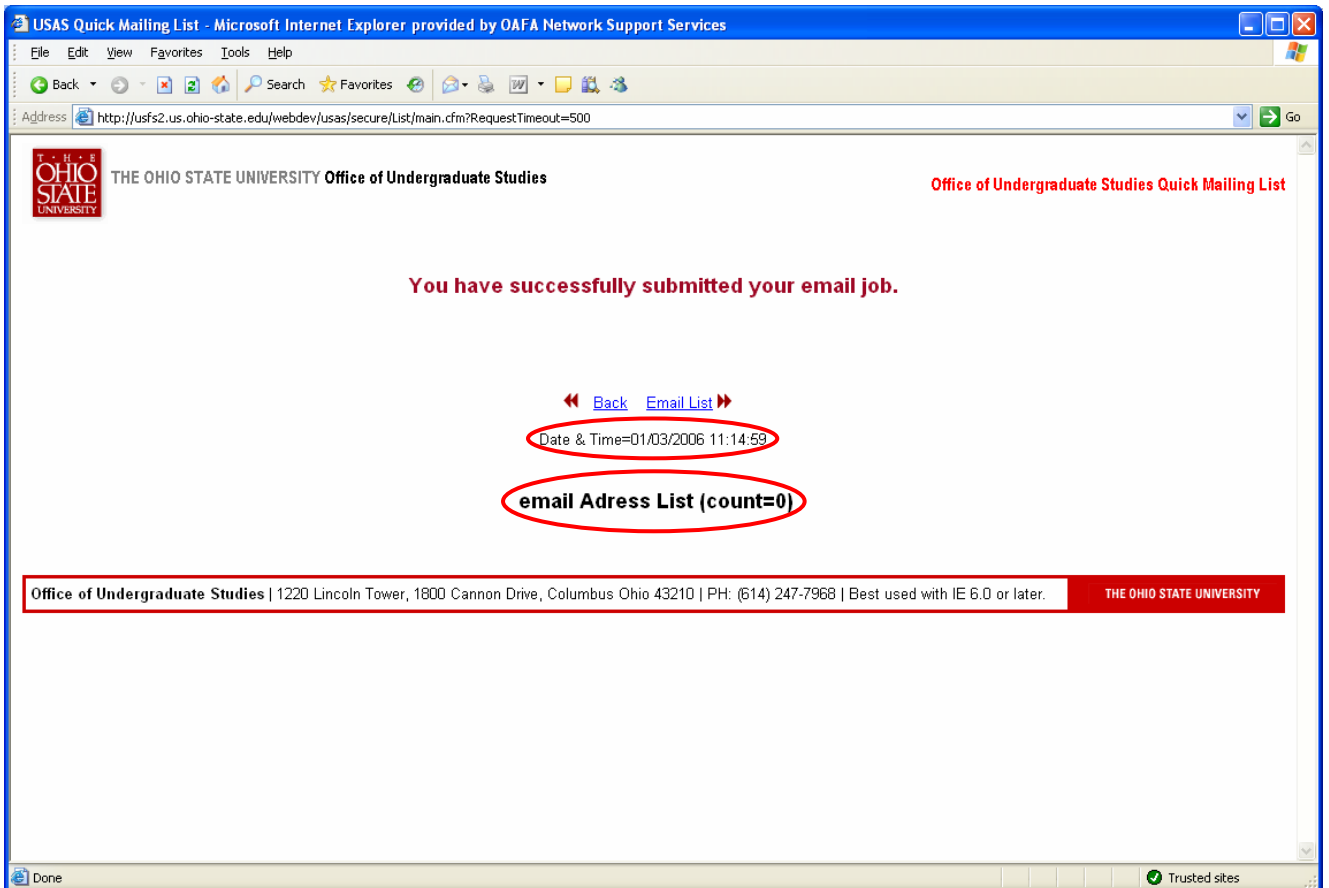 USAS Quick Mailing List - Microsoft Internet Explorer provided by OAFA Network Support Services
File Edit View Favorites Tools Help
Back Search Favorites
Address http://usfs2.us.ohio-state.edu/webdev/usas/secure/List/main.cfm?RequestTimeout=500 Go
T · H · E
OHIO
STATE
UNIVERSITY
THE OHIO STATE UNIVERSITY Office of Undergraduate Studies
Office of Undergraduate Studies Quick Mailing List
You have successfully submitted your email job.
Back Email List
Date & Time=01/03/2006 11:14:59
email Adress List (count=0)
Office of Undergraduate Studies | 1220 Lincoln Tower, 1800 Cannon Drive, Columbus Ohio 43210 | PH: (614) 247-7968 | Best used with IE 6.0 or later. THE OHIO STATE UNIVERSITY
Done Trusted sites